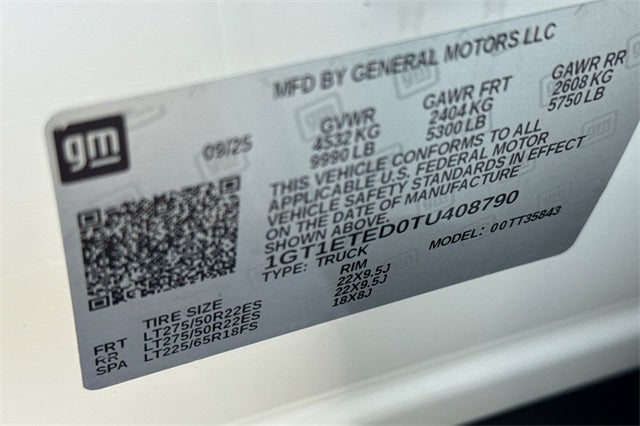 MFD BY GENERAL MOTORS LLC
gm
09/25
GVWR GAWR FRT GAWR RR
4532 KG 2404 KG 2608 KG
9990 LB 5300 LB 5750 LB
THIS VEHICLE CONFORMS TO ALL
APPLICABLE U.S. FEDERAL MOTOR
VEHICLE SAFETY STANDARDS IN EFFECT
ON THE DATE OF MANUFACTURE
SHOWN ABOVE.
1GT1ETED0TU408790
TYPE: TRUCK MODEL: 00TT35843
TIRE SIZE RIM
FRT LT275/50R22ES 22X9.5J
RR LT275/50R22ES 22X9.5J
SPA LT225/65R18FS 18X8J